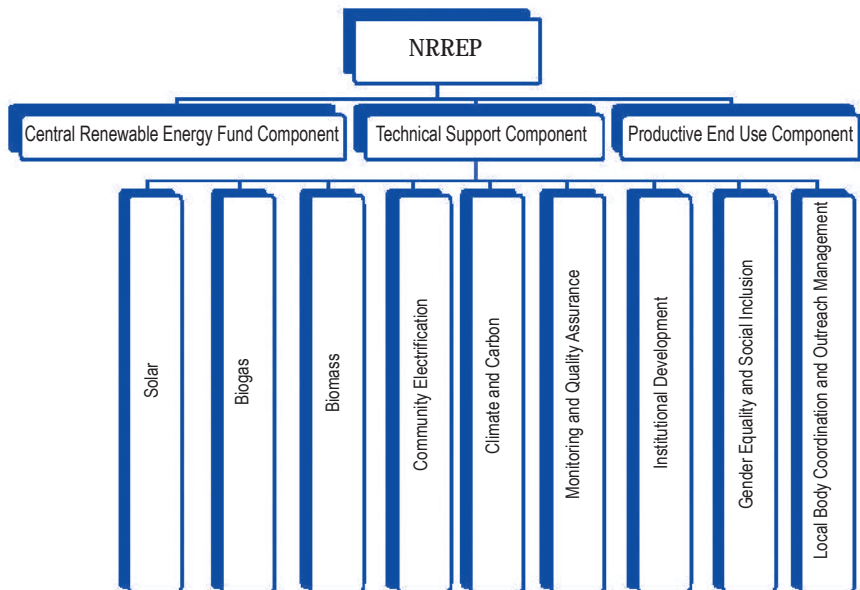 NRREP
Central Renewable Energy Fund Component
Technical Support Component
Productive End Use Component
Solar
Biogas
Biomass
Community Electrification
Climate and Carbon
Monitoring and Quality Assurance
Institutional Development
Gender Equality and Social Inclusion
Local Body Coordination and Outreach Management